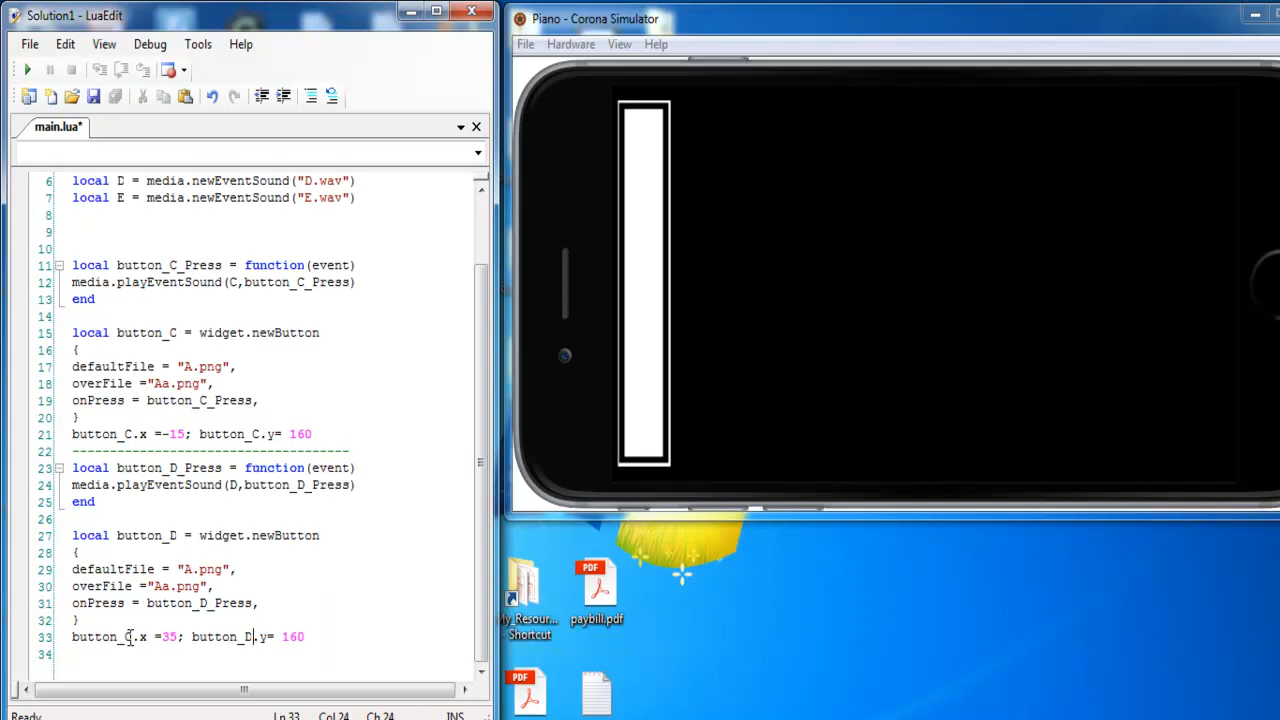 Solution1 - LuaEdit
File Edit View Debug Tools Help
main.lua*
6 local D = media.newEventSound("D.wav")
7 local E = media.newEventSound("E.wav")
8
9
10
11 local button_C_Press = function(event)
12 media.playEventSound(C,button_C_Press)
13 end
14
15 local button_C = widget.newButton
16 {
17 defaultFile = "A.png",
18 overFile ="Aa.png",
19 onPress = button_C_Press,
20 }
21 button_C.x =-15; button_C.y= 160
22 ----------------------------------
23 local button_D_Press = function(event)
24 media.playEventSound(D,button_D_Press)
25 end
26
27 local button_D = widget.newButton
28 {
29 defaultFile = "A.png",
30 overFile ="Aa.png",
31 onPress = button_D_Press,
32 }
33 button_C.x =35; button_D.y= 160
34
Ready Ln 33 Col 24 Ch 24 INS
Piano - Corona Simulator
File Hardware View Help
PDF
My_Resour...
- Shortcut
paybill.pdf
PDF